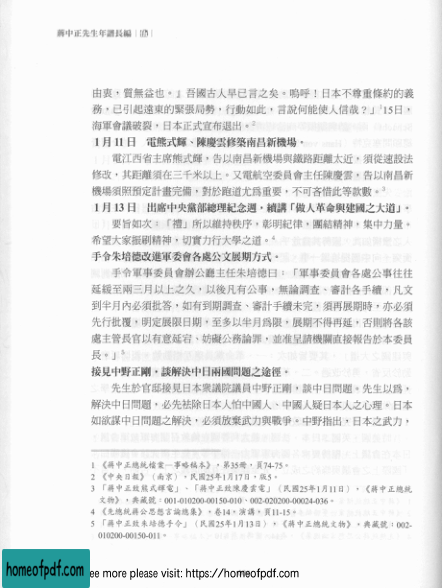 蔣中正先生年譜長編
由衷，質無益也。』吾國古人早已言之矣。嗚呼！日本不尊重條約的義
務，已引起遠東的緊張局勢，行動如此，言說何能使人信哉？」¹15日，
海軍會議破裂，日本正式宣布退出。²
1月11日　電熊式輝、陳慶雲修築南昌新機場。
電江西省主席熊式輝，告以南昌新機場與鐵路距離太近，須從速設法
修改，其距離須在三千米以上。又電航空委員會主任陳慶雲，告以南昌新
機場須照預定計畫完備，對於跑道尤為重要，不可吝惜此等款數。³
1月13日　出席中央黨部總理紀念週，續講「做人革命與建國之大道」。
要旨如次。「禮」所以維持秩序，彰明紀律，團結精神，集中力量。
希望大家振刷精神，切實力行大學之道。⁴
手令朱培德改進軍委會各處公文展期方式。
手令軍事委員會辦公廳主任朱培德曰：「軍事委員會各處公事往往
延緩至兩三月以上之久，以後凡有公事，無論調查、審計各手續，凡文
到半月內必須批答，如有到期調查、審計手續未完，須再展期時，亦必須
先行批覆，明定展限日期，至多以半月爲限，展期不得再延，否則將各該
處主管長官以有意延宕，妨礙公務論罪，並准呈請機關直接報告於本委員
長。」⁵
接見中野正剛，談解決中日兩國問題之途徑。
先生於官邸接見日本衆議院議員中野正剛，談中日問題。先生以爲，
解決中日問題，必先袪除日本人怕中國人、中國人疑日本人之心理。日本
如欲謀中日問題之解決，必須放棄武力與戰爭。中野指出，日本之武力，
1 《蔣中正總統檔案－事略稿本》，第35冊，頁74-75。
2 《中央日報》（南京），民國25年1月17日，版5。
3 「蔣中正致熊式輝電」、「蔣中正致陳慶雲電」（民國25年1月11日），《蔣中正總統
文物》，典藏號：001-010200-00150-010、002-020200-00024-036。
4 《先總統蔣公思想言論總集》，卷14，演講，頁11-15。
5 「蔣中正致朱培德手令」（民國25年1月13日），《蔣中正總統文物》，典藏號：002-
010200-00150-011。
homeofpdf.com
ee more please visit: https://homeofpdf.com